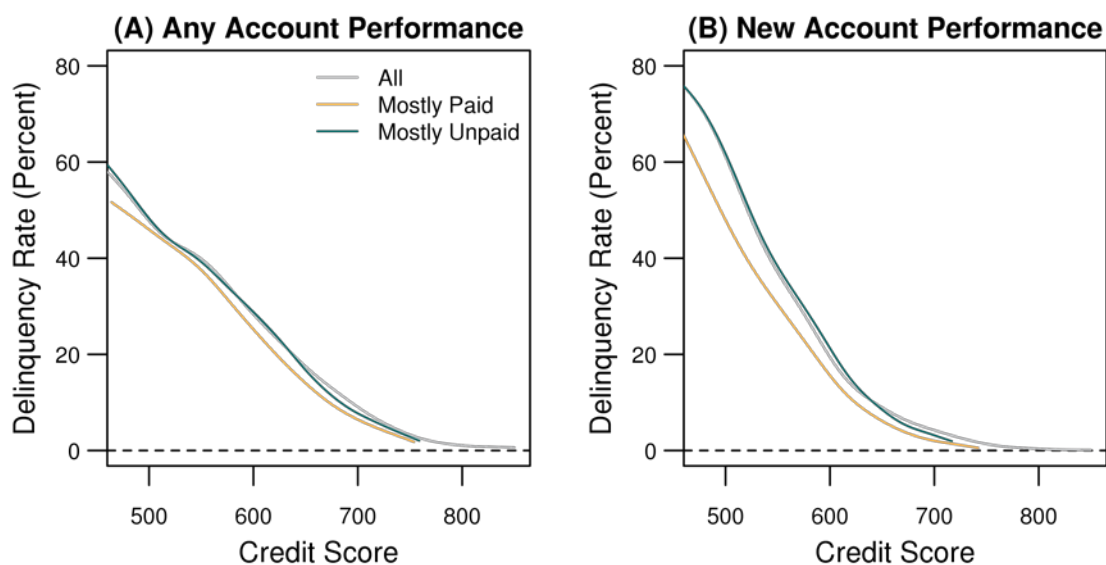 (A) Any Account Performance
Delinquency Rate (Percent)
80
60
40
20
0
All
Mostly Paid
Mostly Unpaid
500 600 700 800
Credit Score
(B) New Account Performance
Delinquency Rate (Percent)
80
60
40
20
0
500 600 700 800
Credit Score